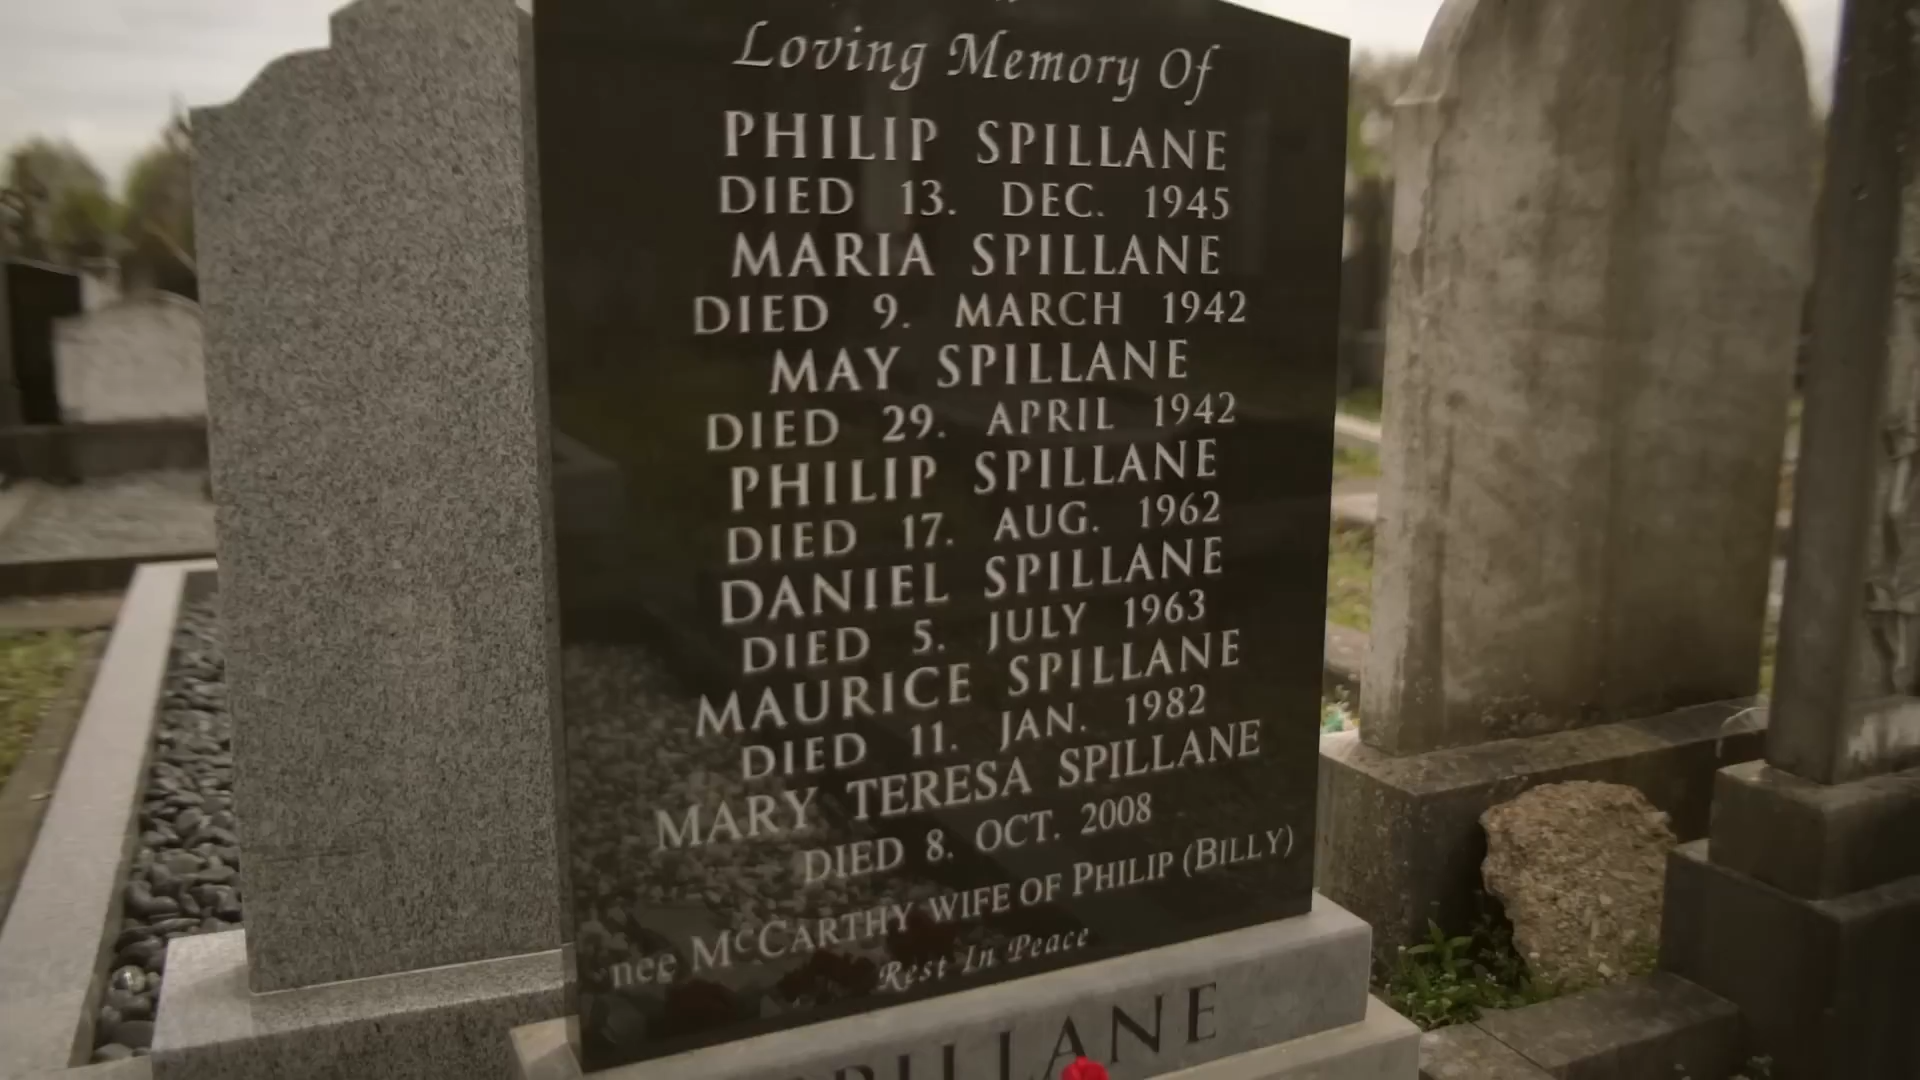 Loving Memory Of
PHILIP SPILLANE
DIED 13. DEC. 1945
MARIA SPILLANE
DIED 9. MARCH 1942
MAY SPILLANE
DIED 29. APRIL 1942
PHILIP SPILLANE
DIED 17. AUG. 1962
DANIEL SPILLANE
DIED 5. JULY 1963
MAURICE SPILLANE
DIED 11. JAN. 1982
MARY TERESA SPILLANE
DIED 8. OCT. 2008
nee McCARTHY WIFE OF PHILIP (BILLY)
Rest In Peace
SPILLANE